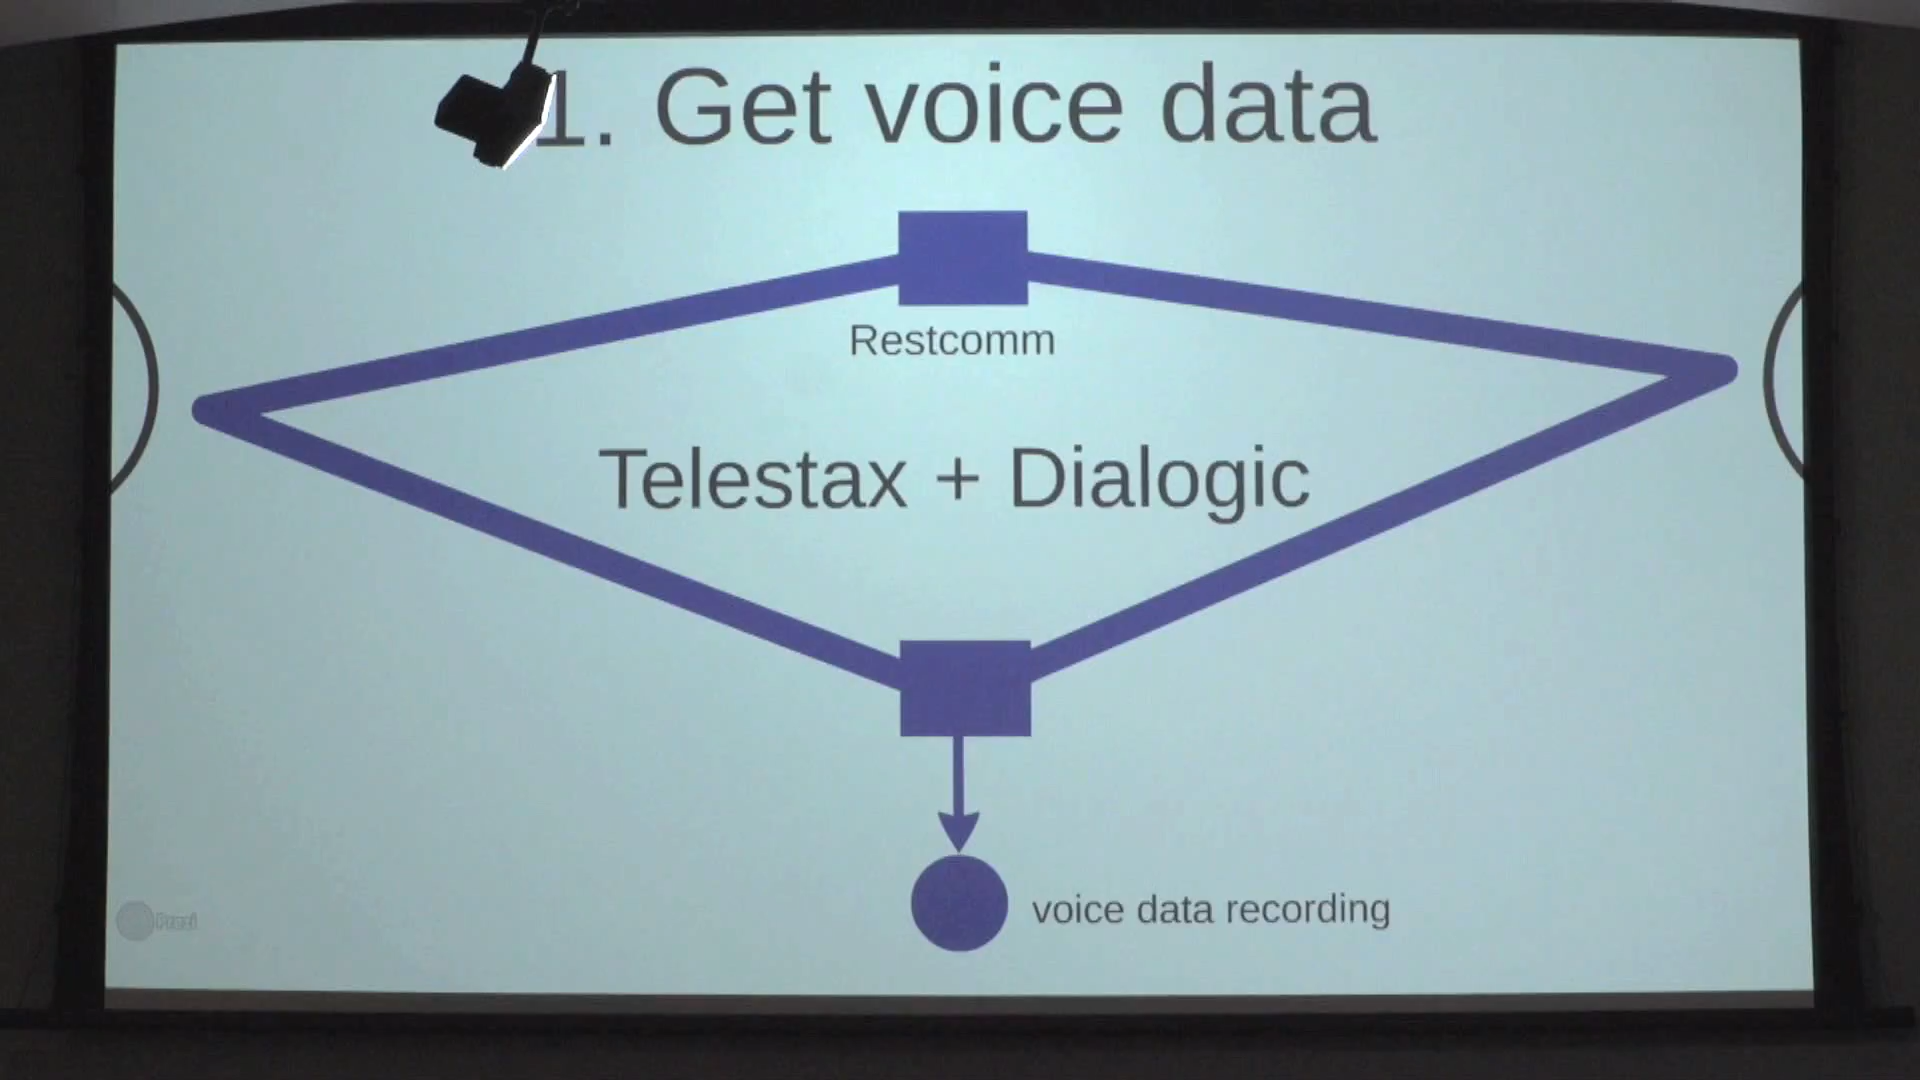 1. Get voice data
Restcomm
Telestax + Dialogic
voice data recording